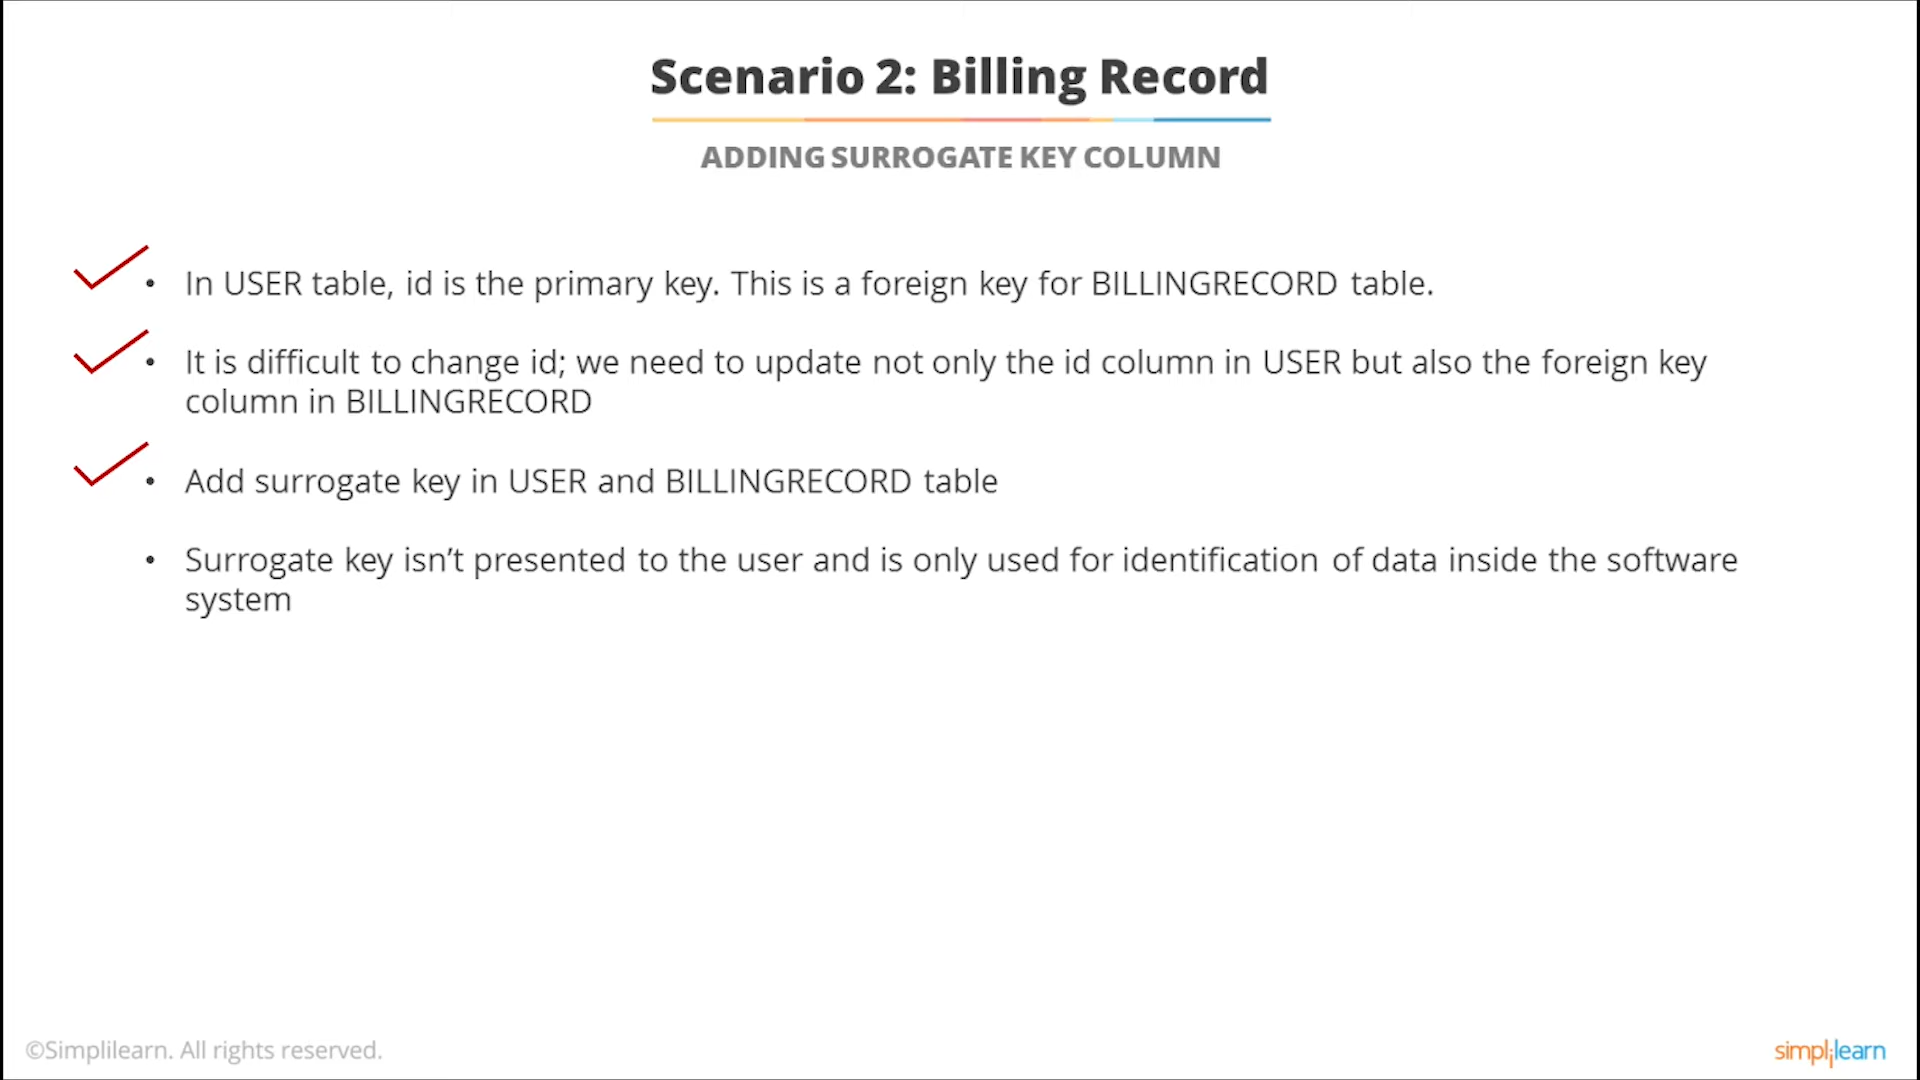 Scenario 2: Billing Record
ADDING SURROGATE KEY COLUMN
• In USER table, id is the primary key. This is a foreign key for BILLINGRECORD table.
• It is difficult to change id; we need to update not only the id column in USER but also the foreign key
column in BILLINGRECORD
• Add surrogate key in USER and BILLINGRECORD table
• Surrogate key isn’t presented to the user and is only used for identification of data inside the software
system
©Simplilearn. All rights reserved.
simplilearn